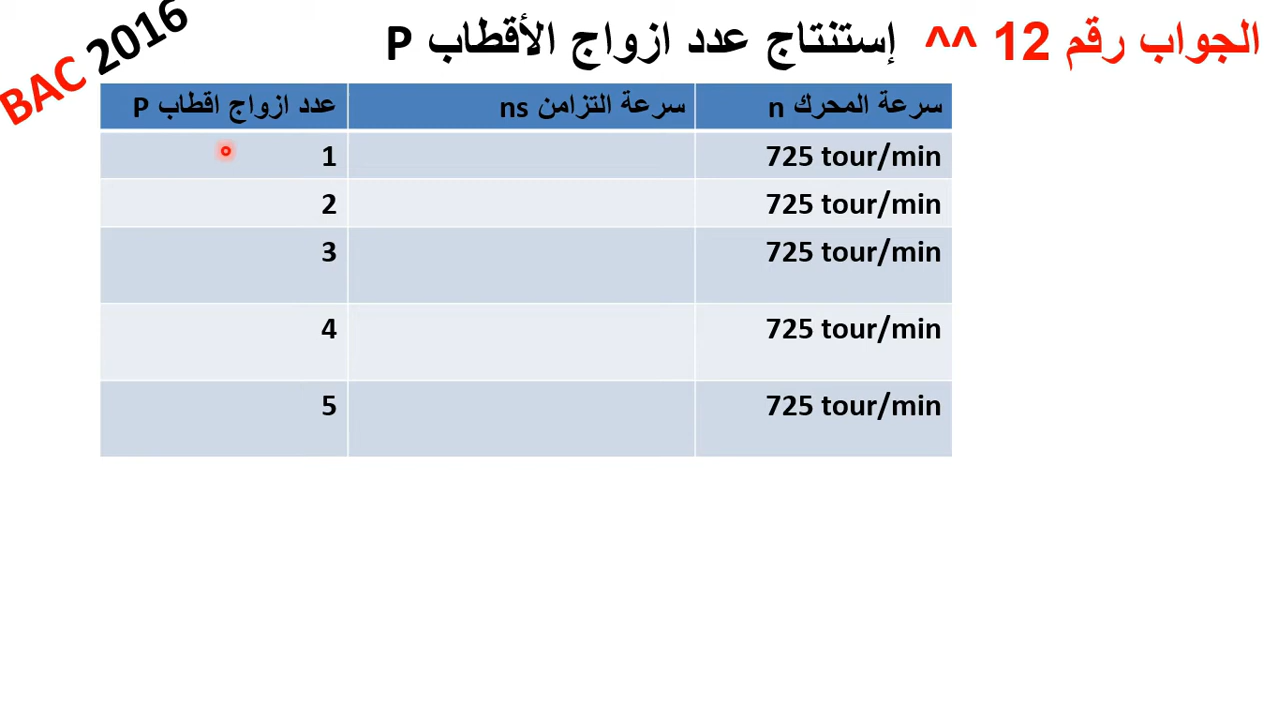 BAC 2016
الجواب رقم 12 ^^ إستنتاج عدد ازواج الأقطاب P
سرعة المحرك n سرعة التزامن ns عدد ازواج اقطاب P
725 tour/min 1
725 tour/min 2
725 tour/min 3
725 tour/min 4
725 tour/min 5